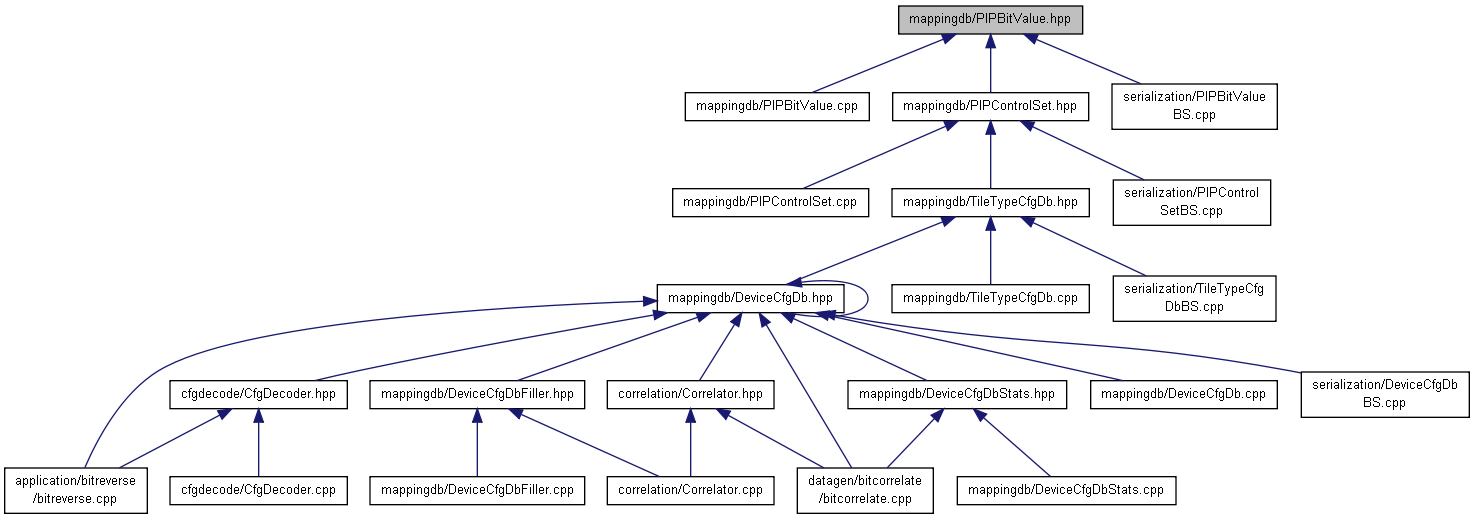 mappingdb/PIPBitValue.hpp
mappingdb/PIPBitValue.cpp
mappingdb/PIPControlSet.hpp
serialization/PIPBitValue
BS.cpp
mappingdb/PIPControlSet.cpp
mappingdb/TileTypeCfgDb.hpp
serialization/PIPControl
SetBS.cpp
mappingdb/DeviceCfgDb.hpp
mappingdb/TileTypeCfgDb.cpp
serialization/TileTypeCfg
DbBS.cpp
cfgdecode/CfgDecoder.hpp
mappingdb/DeviceCfgDbFiller.hpp
correlation/Correlator.hpp
mappingdb/DeviceCfgDbStats.hpp
mappingdb/DeviceCfgDb.cpp
serialization/DeviceCfgDb
BS.cpp
application/bitreverse
/bitreverse.cpp
cfgdecode/CfgDecoder.cpp
mappingdb/DeviceCfgDbFiller.cpp
correlation/Correlator.cpp
datagen/bitcorrelate
/bitcorrelate.cpp
mappingdb/DeviceCfgDbStats.cpp